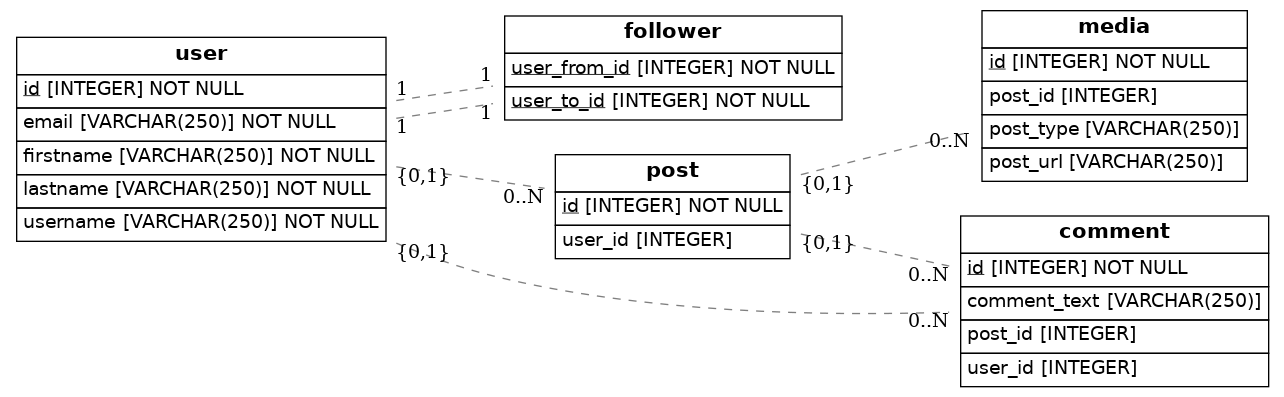 user
id [INTEGER] NOT NULL
email [VARCHAR(250)] NOT NULL
firstname [VARCHAR(250)] NOT NULL
lastname [VARCHAR(250)] NOT NULL
username [VARCHAR(250)] NOT NULL
1
1
1
1
{0,1}
0..N
{0,1}
0..N
follower
user_from_id [INTEGER] NOT NULL
user_to_id [INTEGER] NOT NULL
post
id [INTEGER] NOT NULL
user_id [INTEGER]
{0,1}
0..N
{0,1}
0..N
media
id [INTEGER] NOT NULL
post_id [INTEGER]
post_type [VARCHAR(250)]
post_url [VARCHAR(250)]
comment
id [INTEGER] NOT NULL
comment_text [VARCHAR(250)]
post_id [INTEGER]
user_id [INTEGER]